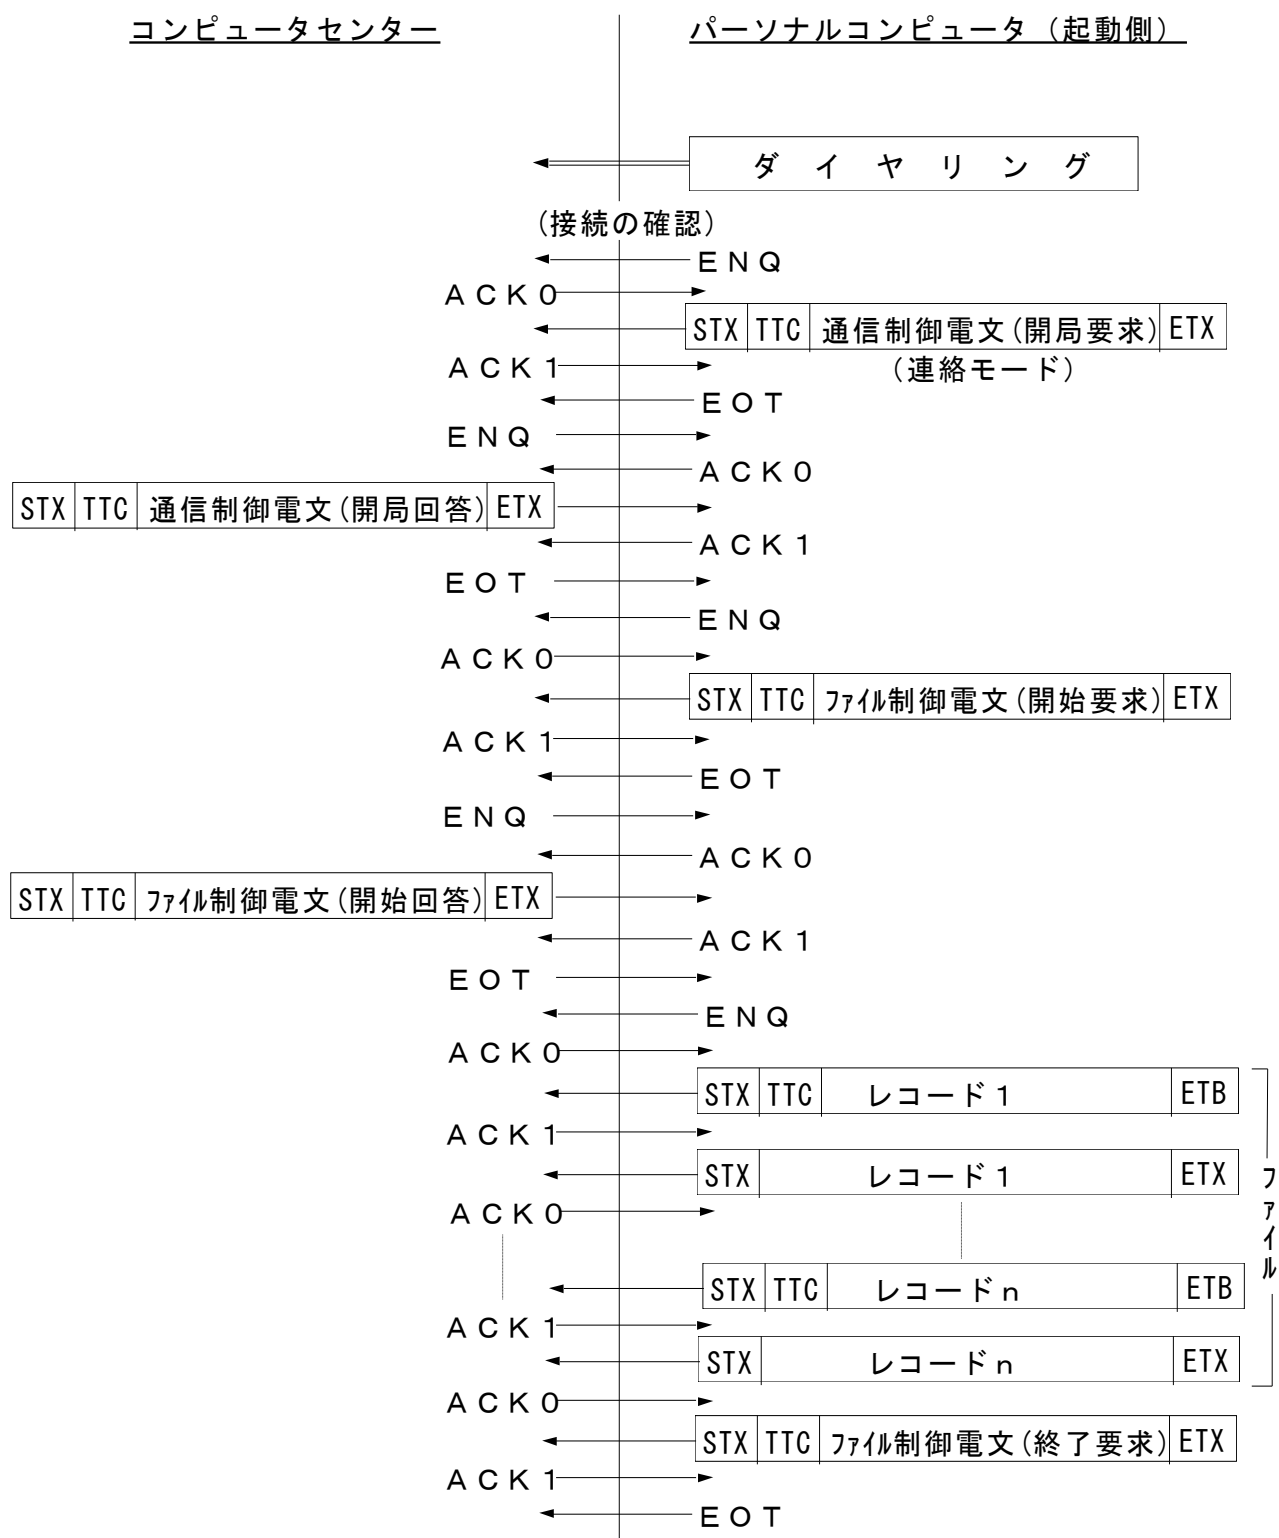 コンピュータセンター
パーソナルコンピュータ（起動側）
ダイヤリング
(接続の確認)
ＥＮＱ
ＡＣＫ０
STX TTC 通信制御電文(開局要求) ETX
(連絡モード)
ＡＣＫ１
ＥＯＴ
ＥＮＱ
ＡＣＫ０
STX TTC 通信制御電文(開局回答) ETX
ＡＣＫ１
ＥＯＴ
ＥＮＱ
ＡＣＫ０
STX TTC ﾌｧｲﾙ制御電文(開始要求) ETX
ＡＣＫ１
ＥＯＴ
ＥＮＱ
ＡＣＫ０
STX TTC ﾌｧｲﾙ制御電文(開始回答) ETX
ＡＣＫ１
ＥＯＴ
ＥＮＱ
ＡＣＫ０
STX TTC レコード１ ETB
ＡＣＫ１
STX レコード１ ETX
ファイル
ＡＣＫ０
STX TTC レコードｎ ETB
ＡＣＫ１
STX レコードｎ ETX
ＡＣＫ０
STX TTC ﾌｧｲﾙ制御電文(終了要求) ETX
ＡＣＫ１
ＥＯＴ